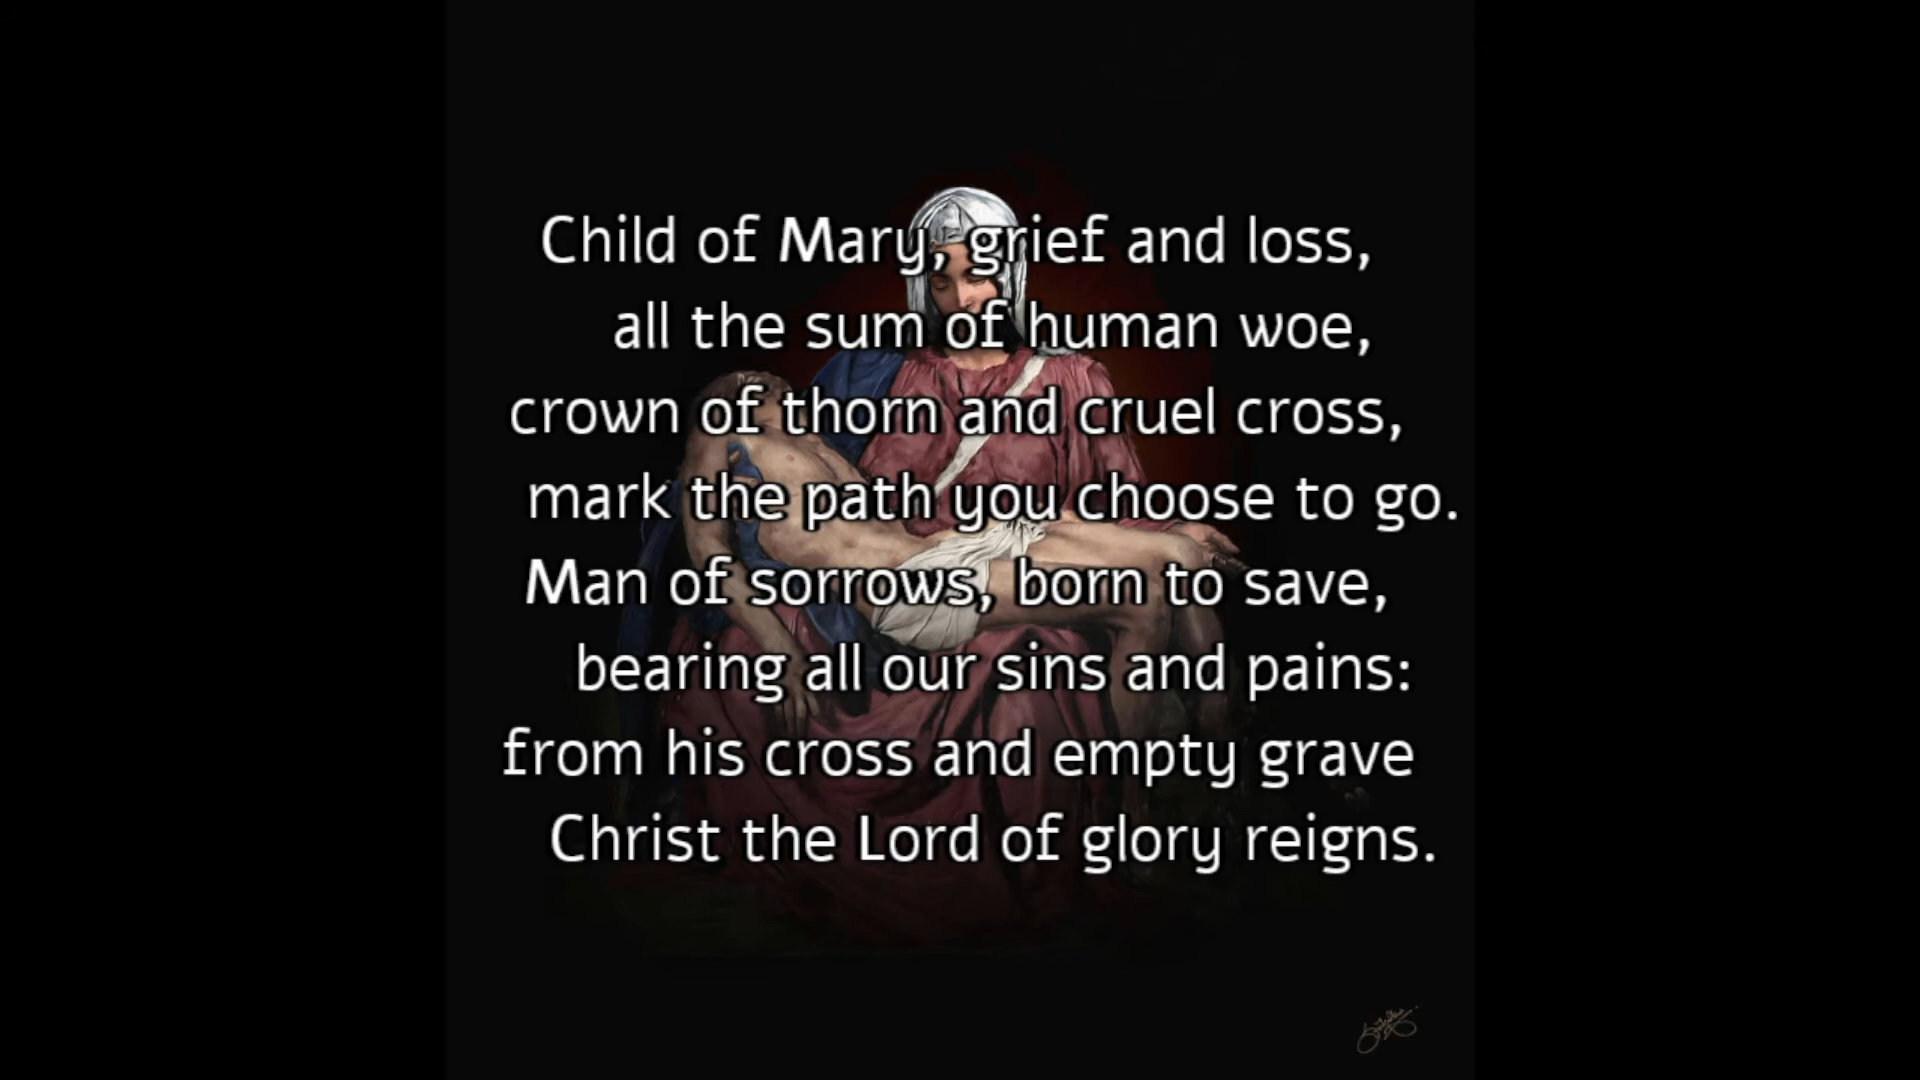 Child of Mary, grief and loss,
all the sum of human woe,
crown of thorn and cruel cross,
mark the path you choose to go.
Man of sorrows, born to save,
bearing all our sins and pains:
from his cross and empty grave
Christ the Lord of glory reigns.